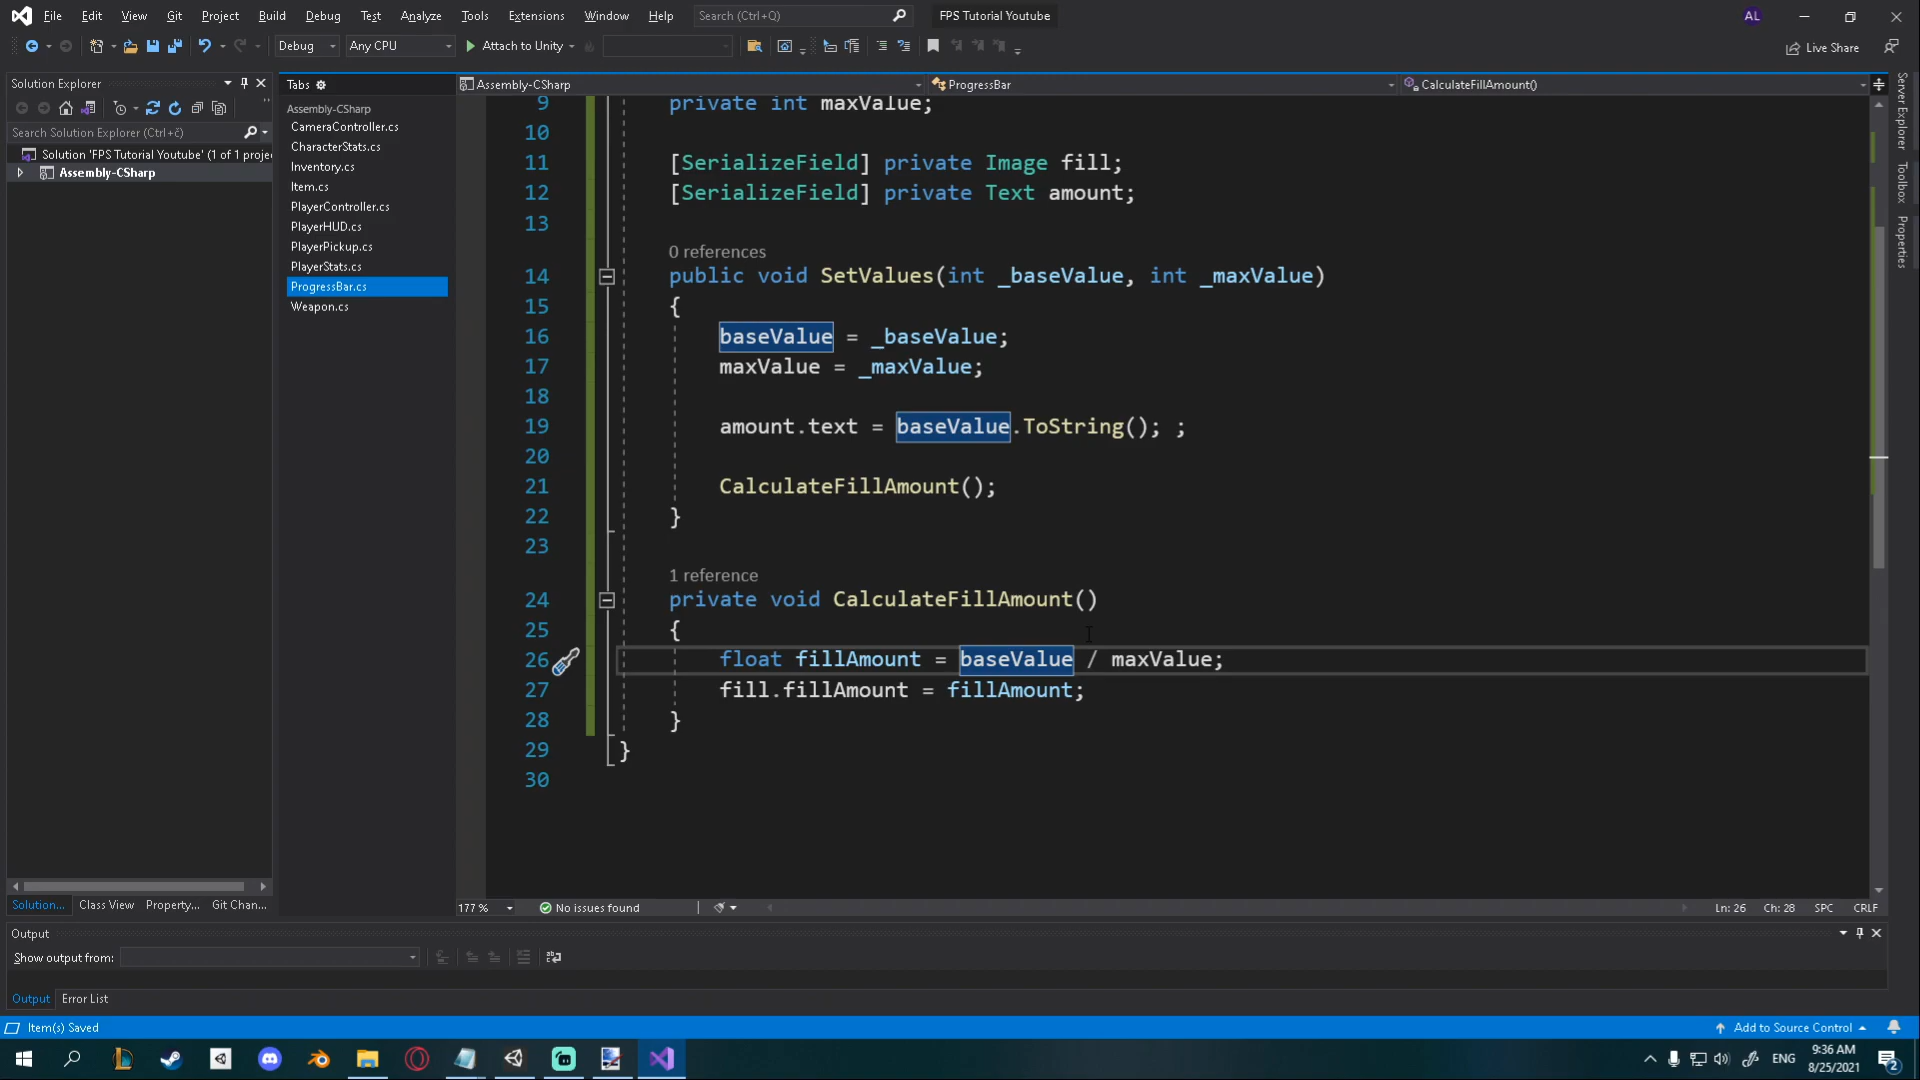 File Edit View Git Project Build Debug Test Analyze Tools Extensions Window Help Search (Ctrl+Q) FPS Tutorial Youtube AL
Debug Any CPU Attach to Unity Live Share
Solution Explorer
Search Solution Explorer (Ctrl+č)
Solution 'FPS Tutorial Youtube' (1 of 1 proje
Assembly-CSharp
Solution... Class View Property... Git Chan...
Tabs
Assembly-CSharp
CameraController.cs
CharacterStats.cs
Inventory.cs
Item.cs
PlayerController.cs
PlayerHUD.cs
PlayerPickup.cs
PlayerStats.cs
ProgressBar.cs
Weapon.cs
Assembly-CSharp ProgressBar CalculateFillAmount()
9 private int maxValue;
10
11 [SerializeField] private Image fill;
12 [SerializeField] private Text amount;
13
0 references
14 public void SetValues(int _baseValue, int _maxValue)
15 {
16 baseValue = _baseValue;
17 maxValue = _maxValue;
18
19 amount.text = baseValue.ToString(); ;
20
21 CalculateFillAmount();
22 }
23
1 reference
24 private void CalculateFillAmount()
25 {
26 float fillAmount = baseValue / maxValue;
27 fill.fillAmount = fillAmount;
28 }
29 }
30
Server Explorer
Toolbox
Properties
177 % No issues found Ln: 26 Ch: 28 SPC CRLF
Output
Show output from:
Output Error List
Item(s) Saved Add to Source Control
ENG 9:36 AM
8/25/2021
2